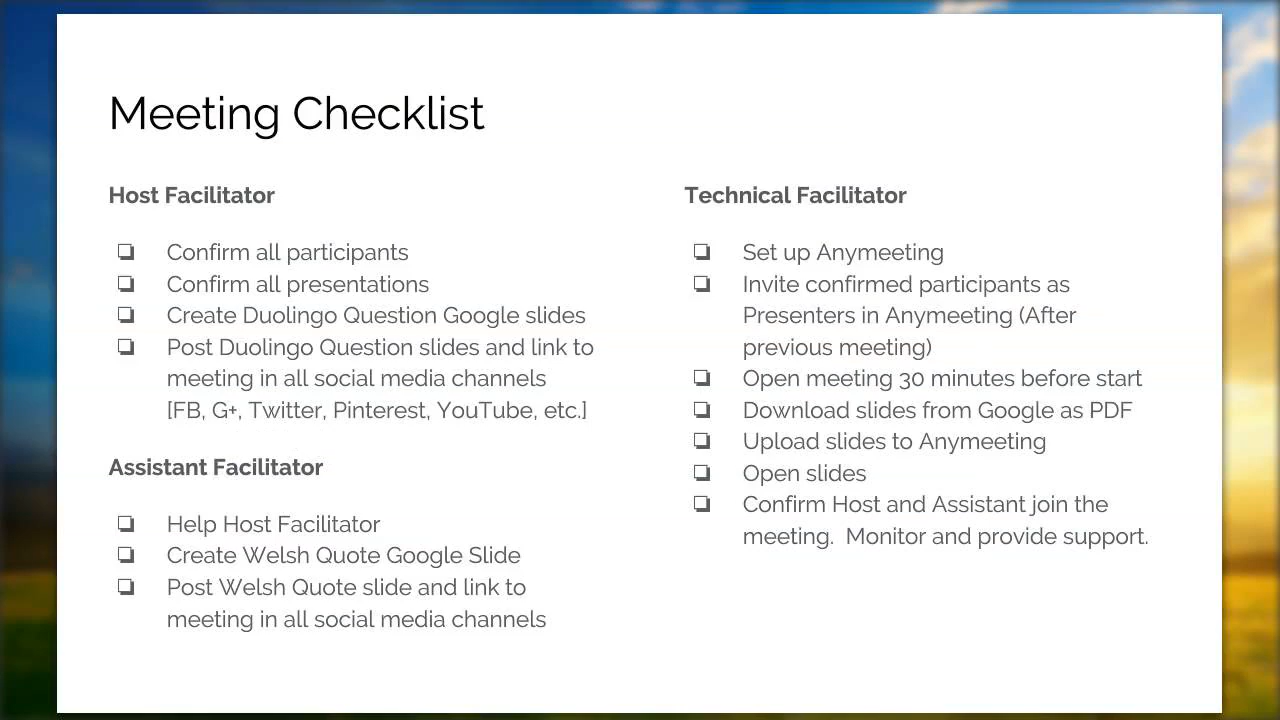 Meeting Checklist
Host Facilitator
❏ Confirm all participants
❏ Confirm all presentations
❏ Create Duolingo Question Google slides
❏ Post Duolingo Question slides and link to
meeting in all social media channels
[FB, G+, Twitter, Pinterest, YouTube, etc.]
Assistant Facilitator
❏ Help Host Facilitator
❏ Create Welsh Quote Google Slide
❏ Post Welsh Quote slide and link to
meeting in all social media channels
Technical Facilitator
❏ Set up Anymeeting
❏ Invite confirmed participants as
Presenters in Anymeeting (After
previous meeting)
❏ Open meeting 30 minutes before start
❏ Download slides from Google as PDF
❏ Upload slides to Anymeeting
❏ Open slides
❏ Confirm Host and Assistant join the
meeting.  Monitor and provide support.